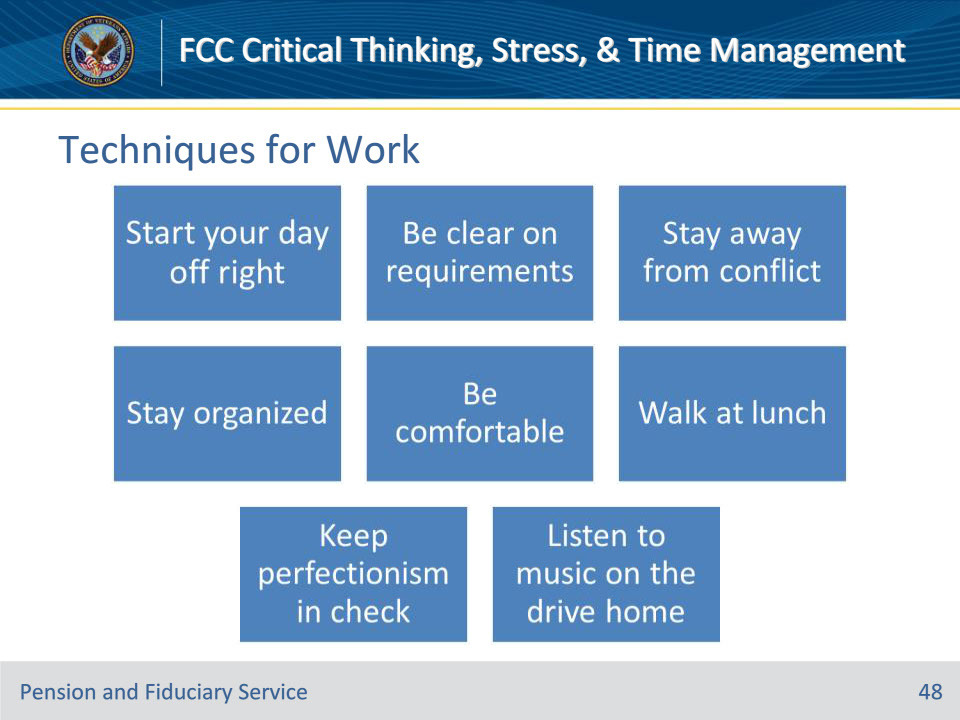 FCC Critical Thinking, Stress, & Time Management
Techniques for Work
Start your day
off right
Be clear on
requirements
Stay away
from conflict
Stay organized
Be
comfortable
Walk at lunch
Keep
perfectionism
in check
Listen to
music on the
drive home
Pension and Fiduciary Service
48